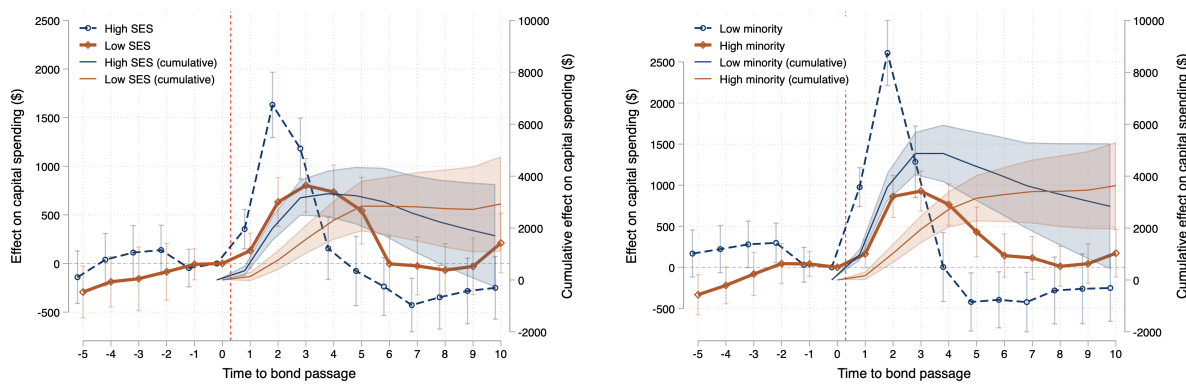 High SES
Low SES
High SES (cumulative)
Low SES (cumulative)
Effect on capital spending ($)
2500
2000
1500
1000
500
0
-500
Cumulative effect on capital spending ($)
10000
8000
6000
4000
2000
0
-2000
-5 -4 -3 -2 -1 0 1 2 3 4 5 6 7 8 9 10
Time to bond passage
Low minority
High minority
Low minority (cumulative)
High minority (cumulative)
Effect on capital spending ($)
2500
2000
1500
1000
500
0
-500
Cumulative effect on capital spending ($)
10000
8000
6000
4000
2000
0
-2000
-5 -4 -3 -2 -1 0 1 2 3 4 5 6 7 8 9 10
Time to bond passage